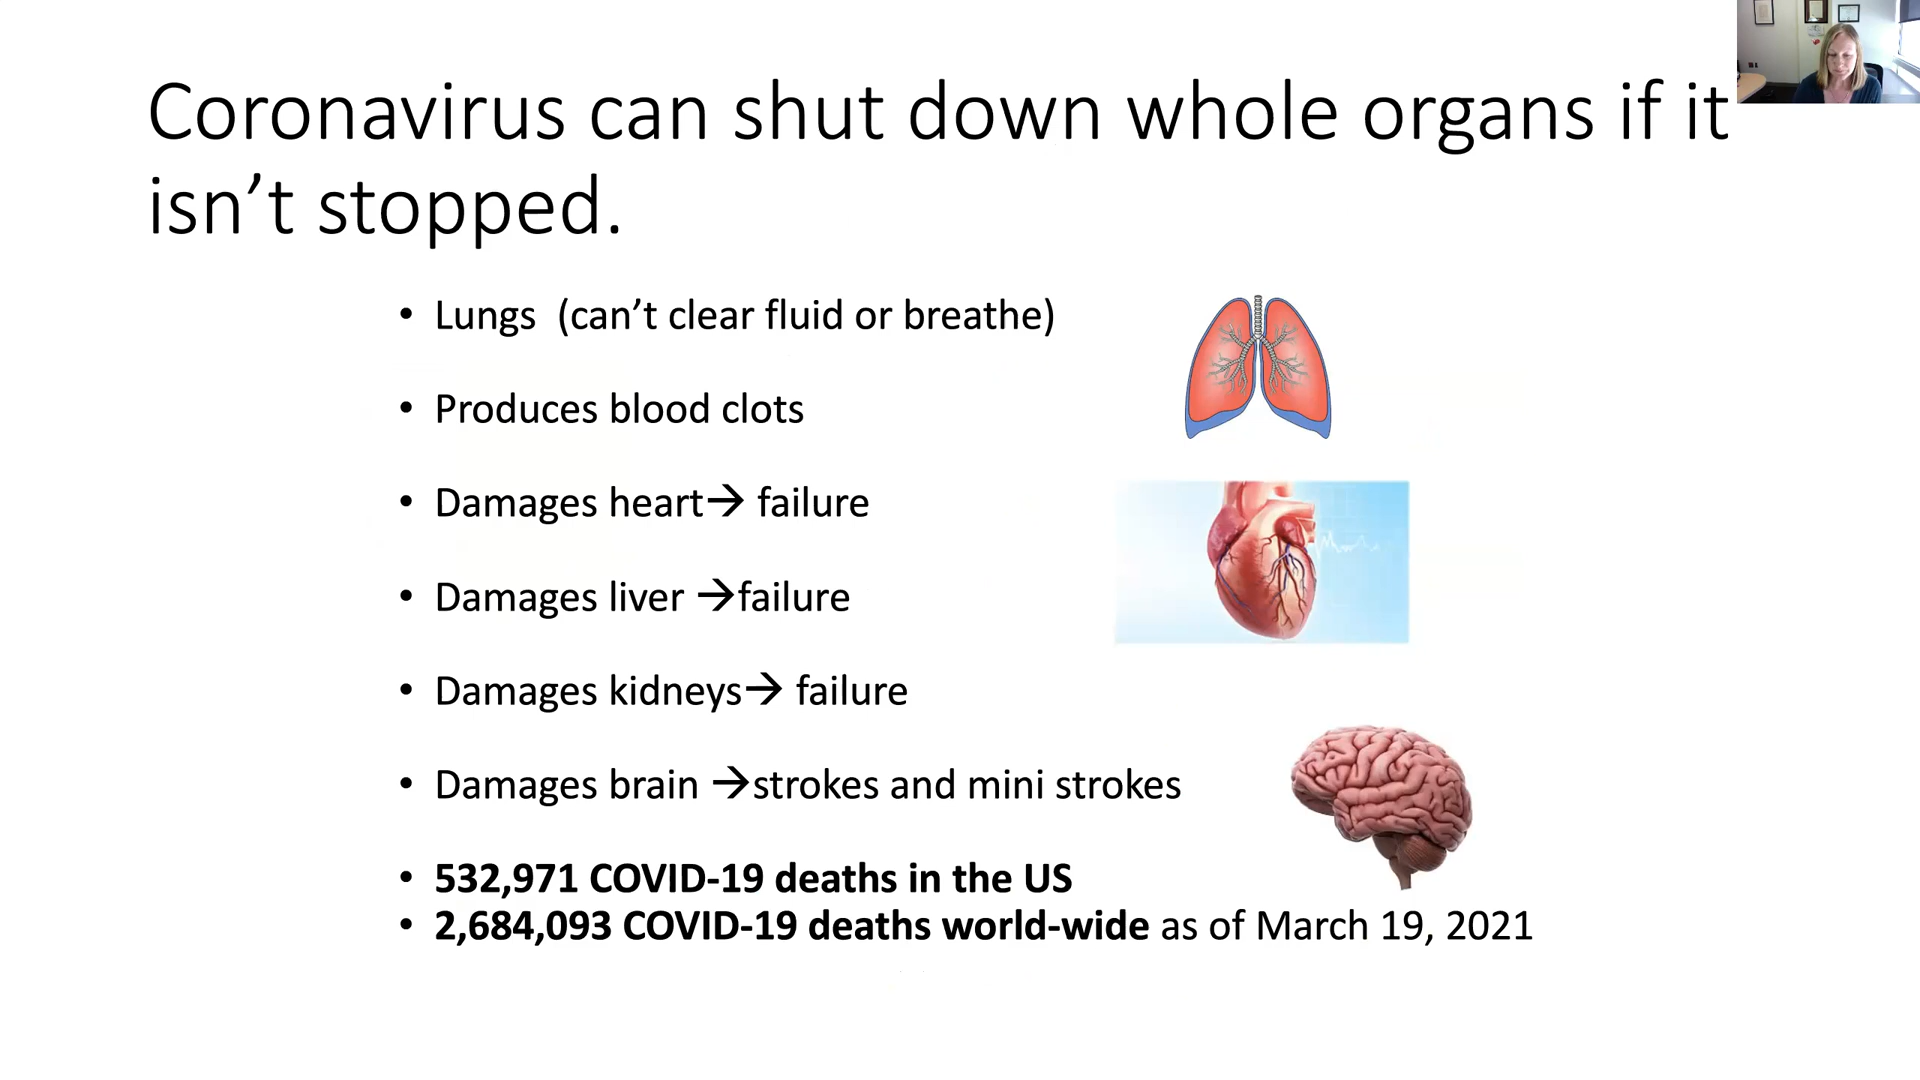 Coronavirus can shut down whole organs if it
isn’t stopped.
• Lungs  (can’t clear fluid or breathe)
• Produces blood clots
• Damages heart→ failure
• Damages liver →failure
• Damages kidneys→ failure
• Damages brain →strokes and mini strokes
• 532,971 COVID-19 deaths in the US
• 2,684,093 COVID-19 deaths world-wide as of March 19, 2021